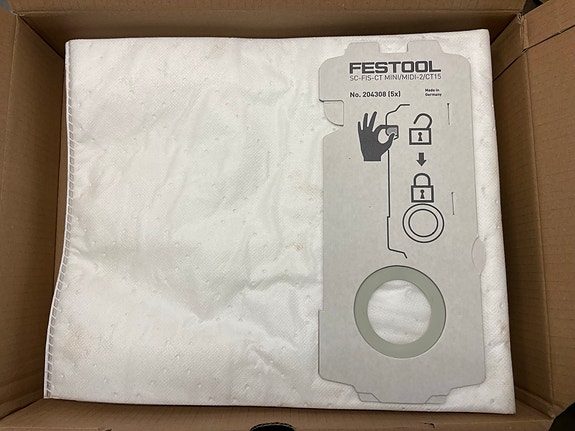 FESTOOL
SC-FIS-CT MINI/MIDI-2/CT15
No. 204308 (5x)
Made in
Germany